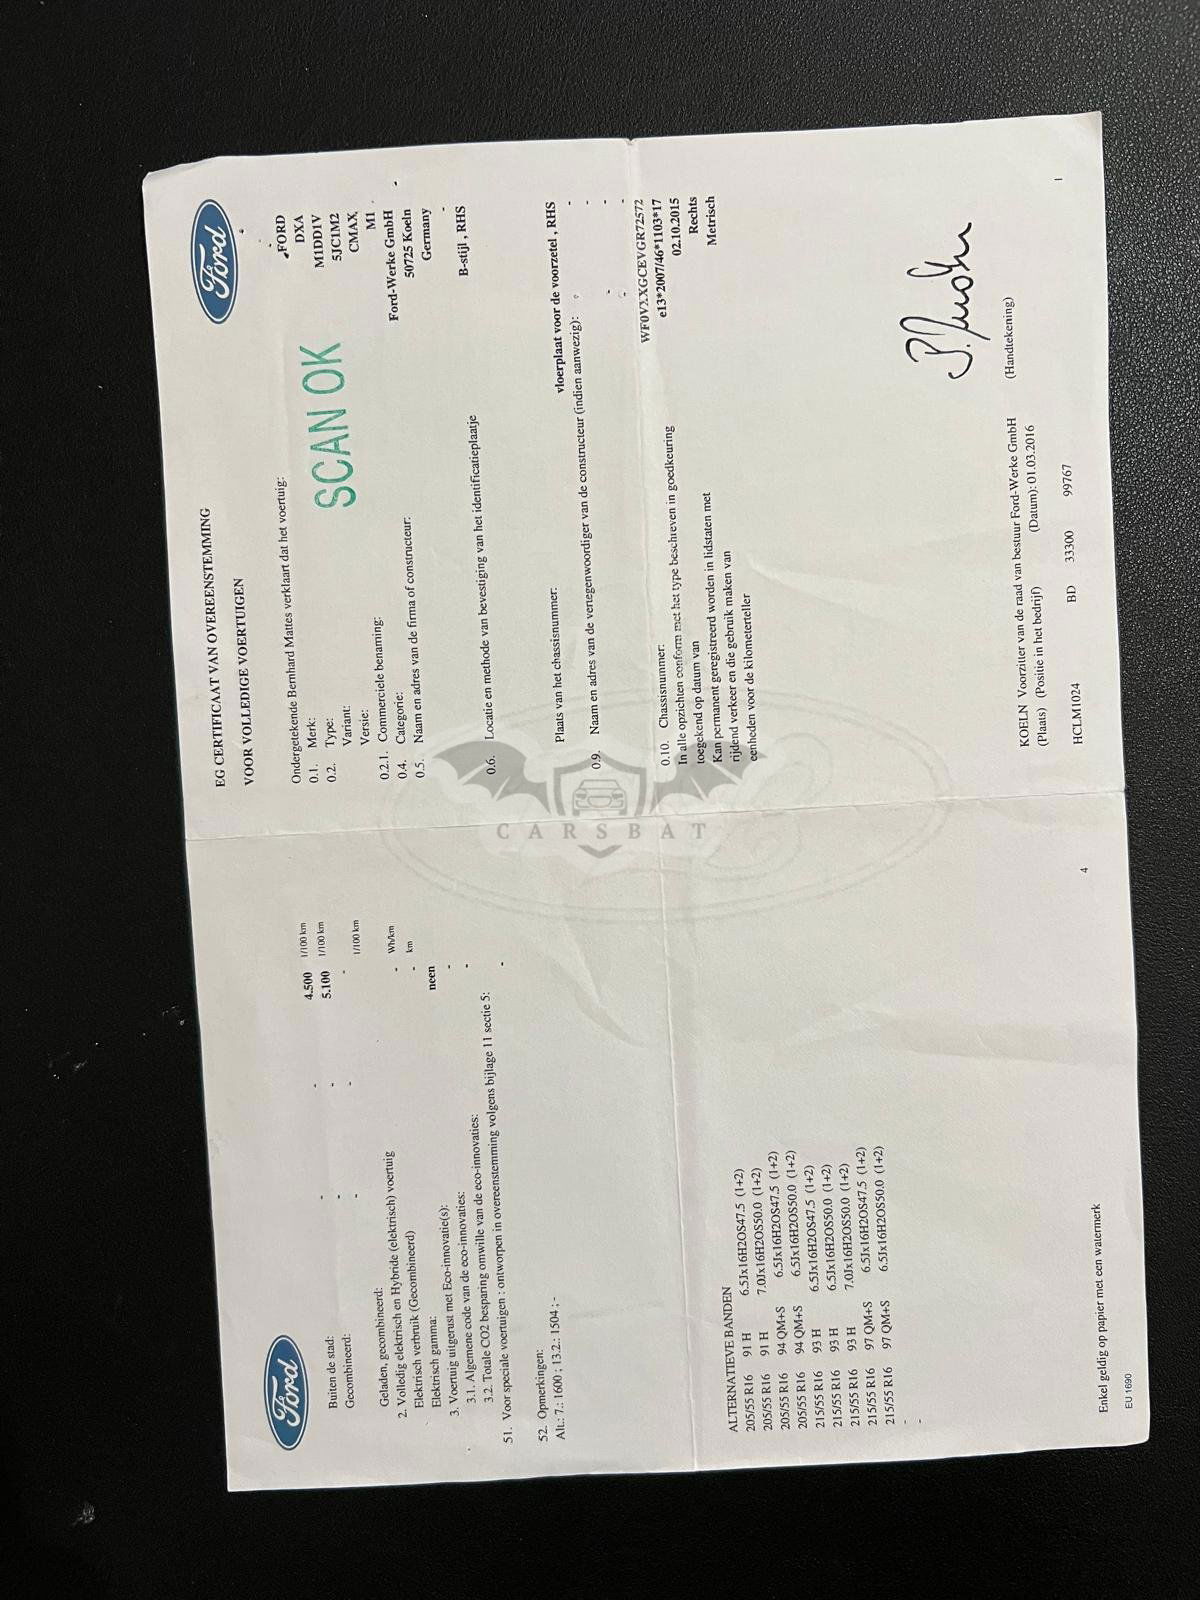 Ford
EG CERTIFICAAT VAN OVEREENSTEMMING
VOOR VOLLEDIGE VOERTUIGEN
Ondergetekende Bernhard Mattes verklaart dat het voertuig:
SCAN OK
0.1. Merk: FORD
0.2. Type: DXA
Variant: M1DD1V
Versie: 5JC1M2
0.2.1. Commerciele benaming: CMAX
0.4. Categorie: M1
0.5. Naam en adres van de firma of constructeur: Ford-Werke GmbH
50725 Koeln
Germany
-
0.6. Locatie en methode van bevestiging van het identificatieplaatje B-stijl , RHS
Plaats van het chassisnummer: vloerplaat voor de voorzetel , RHS
-
0.9. Naam en adres van de vertegenwoordiger van de constructeur (indien aanwezig): -
-
-
0.10. Chassisnummer: WF0VXXGCEVGR72572
In alle opzichten conform met het type beschreven in goedkeuring e13*2007/46*1103*17
toegekend op datum van 02.10.2015
Kan permanent geregistreerd worden in lidstaten met Rechts
rijdend verkeer en die gebruik maken van Metrisch
eenheden voor de kilometerteller
KOELN Voorzitter van de raad van bestuur Ford-Werke GmbH
(Plaats) (Positie in het bedrijf) (Datum): 01.03.2016 (Handtekening)
HCLM1024 BD 33300 99767
1
Ford
Buiten de stad: - - 4.500 l/100 km
Gecombineerd: - - 5.100 l/100 km
- - - l/100 km
Geladen, gecombineerd:
2. Volledig elektrisch en Hybride (elektrisch) voertuig
Elektrisch verbruik (Gecombineerd) - Wh/km
Elektrisch gamma: - km
3. Voertuig uitgerust met Eco-innovatie(s): neen
3.1. Algemene code van de eco-innovaties: -
3.2. Totale CO2 besparing omwille van de eco-innovaties: -
51. Voor speciale voertuigen : ontworpen in overeenstemming volgens bijlage 11 sectie 5: -
52. Opmerkingen:
Alt.: 7.: 1600 ; 13.2.: 1504 ; -
ALTERNATIEVE BANDEN
205/55 R16 91 H 6.5Jx16H2OS47.5 (1+2)
205/55 R16 91 H 7.0Jx16H2OS50.0 (1+2)
205/55 R16 94 QM+S 6.5Jx16H2OS47.5 (1+2)
205/55 R16 94 QM+S 6.5Jx16H2OS50.0 (1+2)
215/55 R16 93 H 6.5Jx16H2OS47.5 (1+2)
215/55 R16 93 H 6.5Jx16H2OS50.0 (1+2)
215/55 R16 93 H 7.0Jx16H2OS50.0 (1+2)
215/55 R16 97 QM+S 6.5Jx16H2OS47.5 (1+2)
215/55 R16 97 QM+S 6.5Jx16H2OS50.0 (1+2)
-
-
4
Enkel geldig op papier met een watermerk
EU 1690
CARSBAT